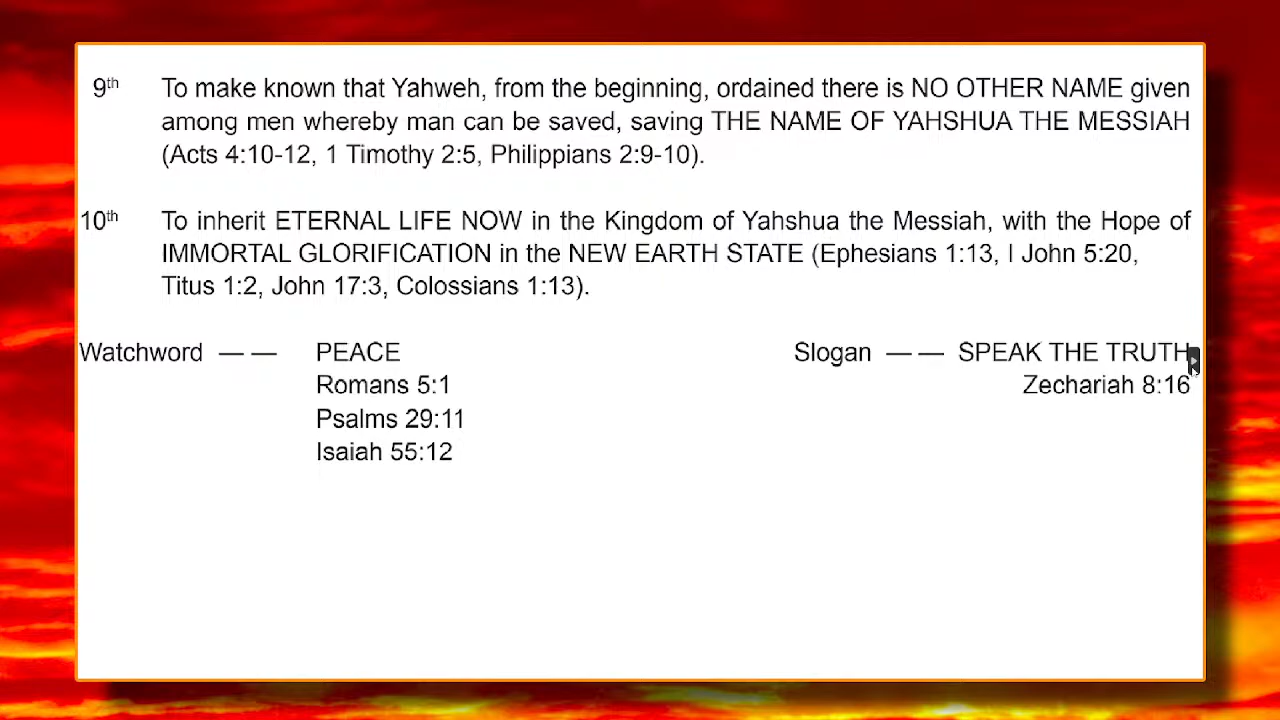 9th To make known that Yahweh, from the beginning, ordained there is NO OTHER NAME given
among men whereby man can be saved, saving THE NAME OF YAHSHUA THE MESSIAH
(Acts 4:10-12, 1 Timothy 2:5, Philippians 2:9-10).
10th To inherit ETERNAL LIFE NOW in the Kingdom of Yahshua the Messiah, with the Hope of
IMMORTAL GLORIFICATION in the NEW EARTH STATE (Ephesians 1:13, I John 5:20,
Titus 1:2, John 17:3, Colossians 1:13).
Watchword — — PEACE Slogan — — SPEAK THE TRUTH
Romans 5:1 Zechariah 8:16
Psalms 29:11
Isaiah 55:12